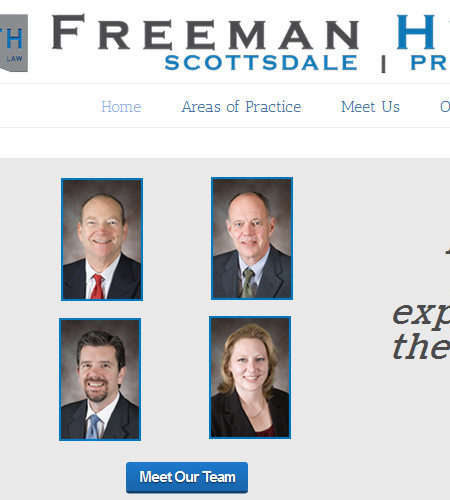 TH
LAW
FREEMAN H
SCOTTSDALE | PR
Home Areas of Practice Meet Us O
exp
the
Meet Our Team